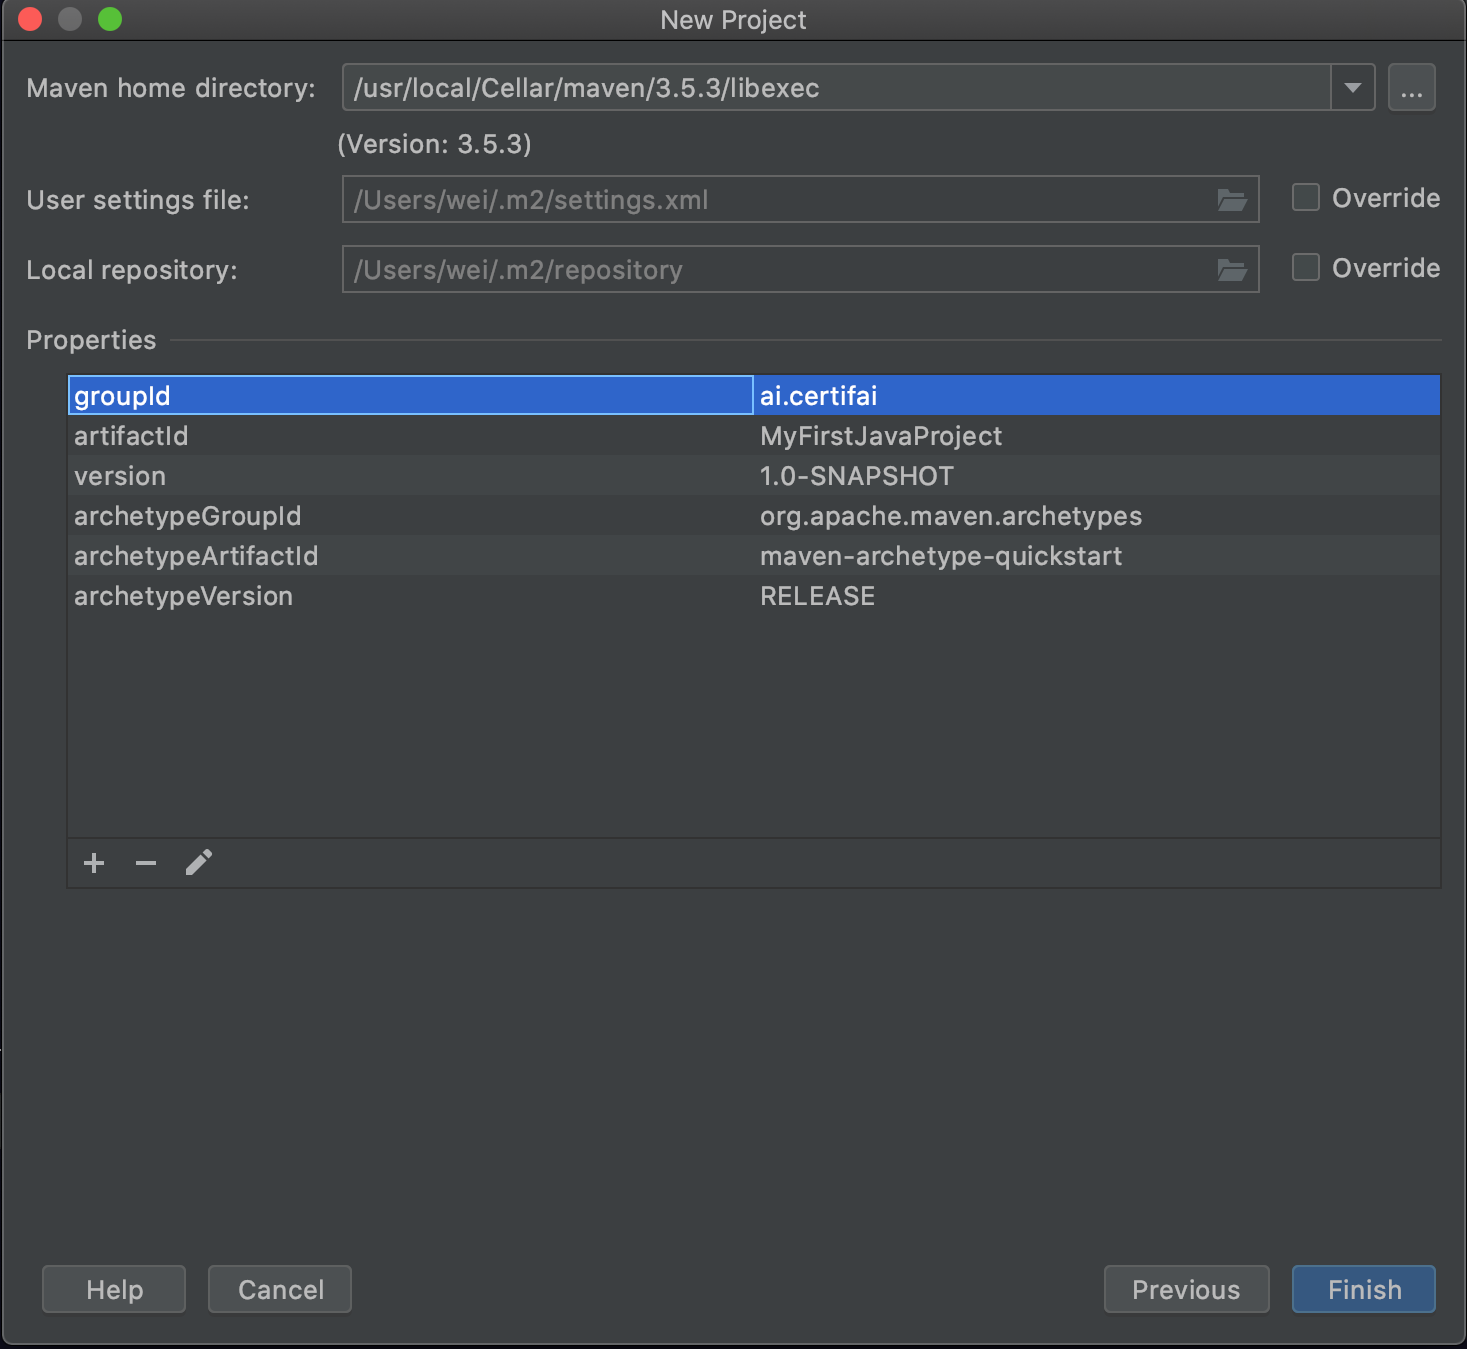 New Project
Maven home directory: /usr/local/Cellar/maven/3.5.3/libexec ...
(Version: 3.5.3)
User settings file: /Users/wei/.m2/settings.xml Override
Local repository: /Users/wei/.m2/repository Override
Properties
groupId ai.certifai
artifactId MyFirstJavaProject
version 1.0-SNAPSHOT
archetypeGroupId org.apache.maven.archetypes
archetypeArtifactId maven-archetype-quickstart
archetypeVersion RELEASE
Help Cancel Previous Finish